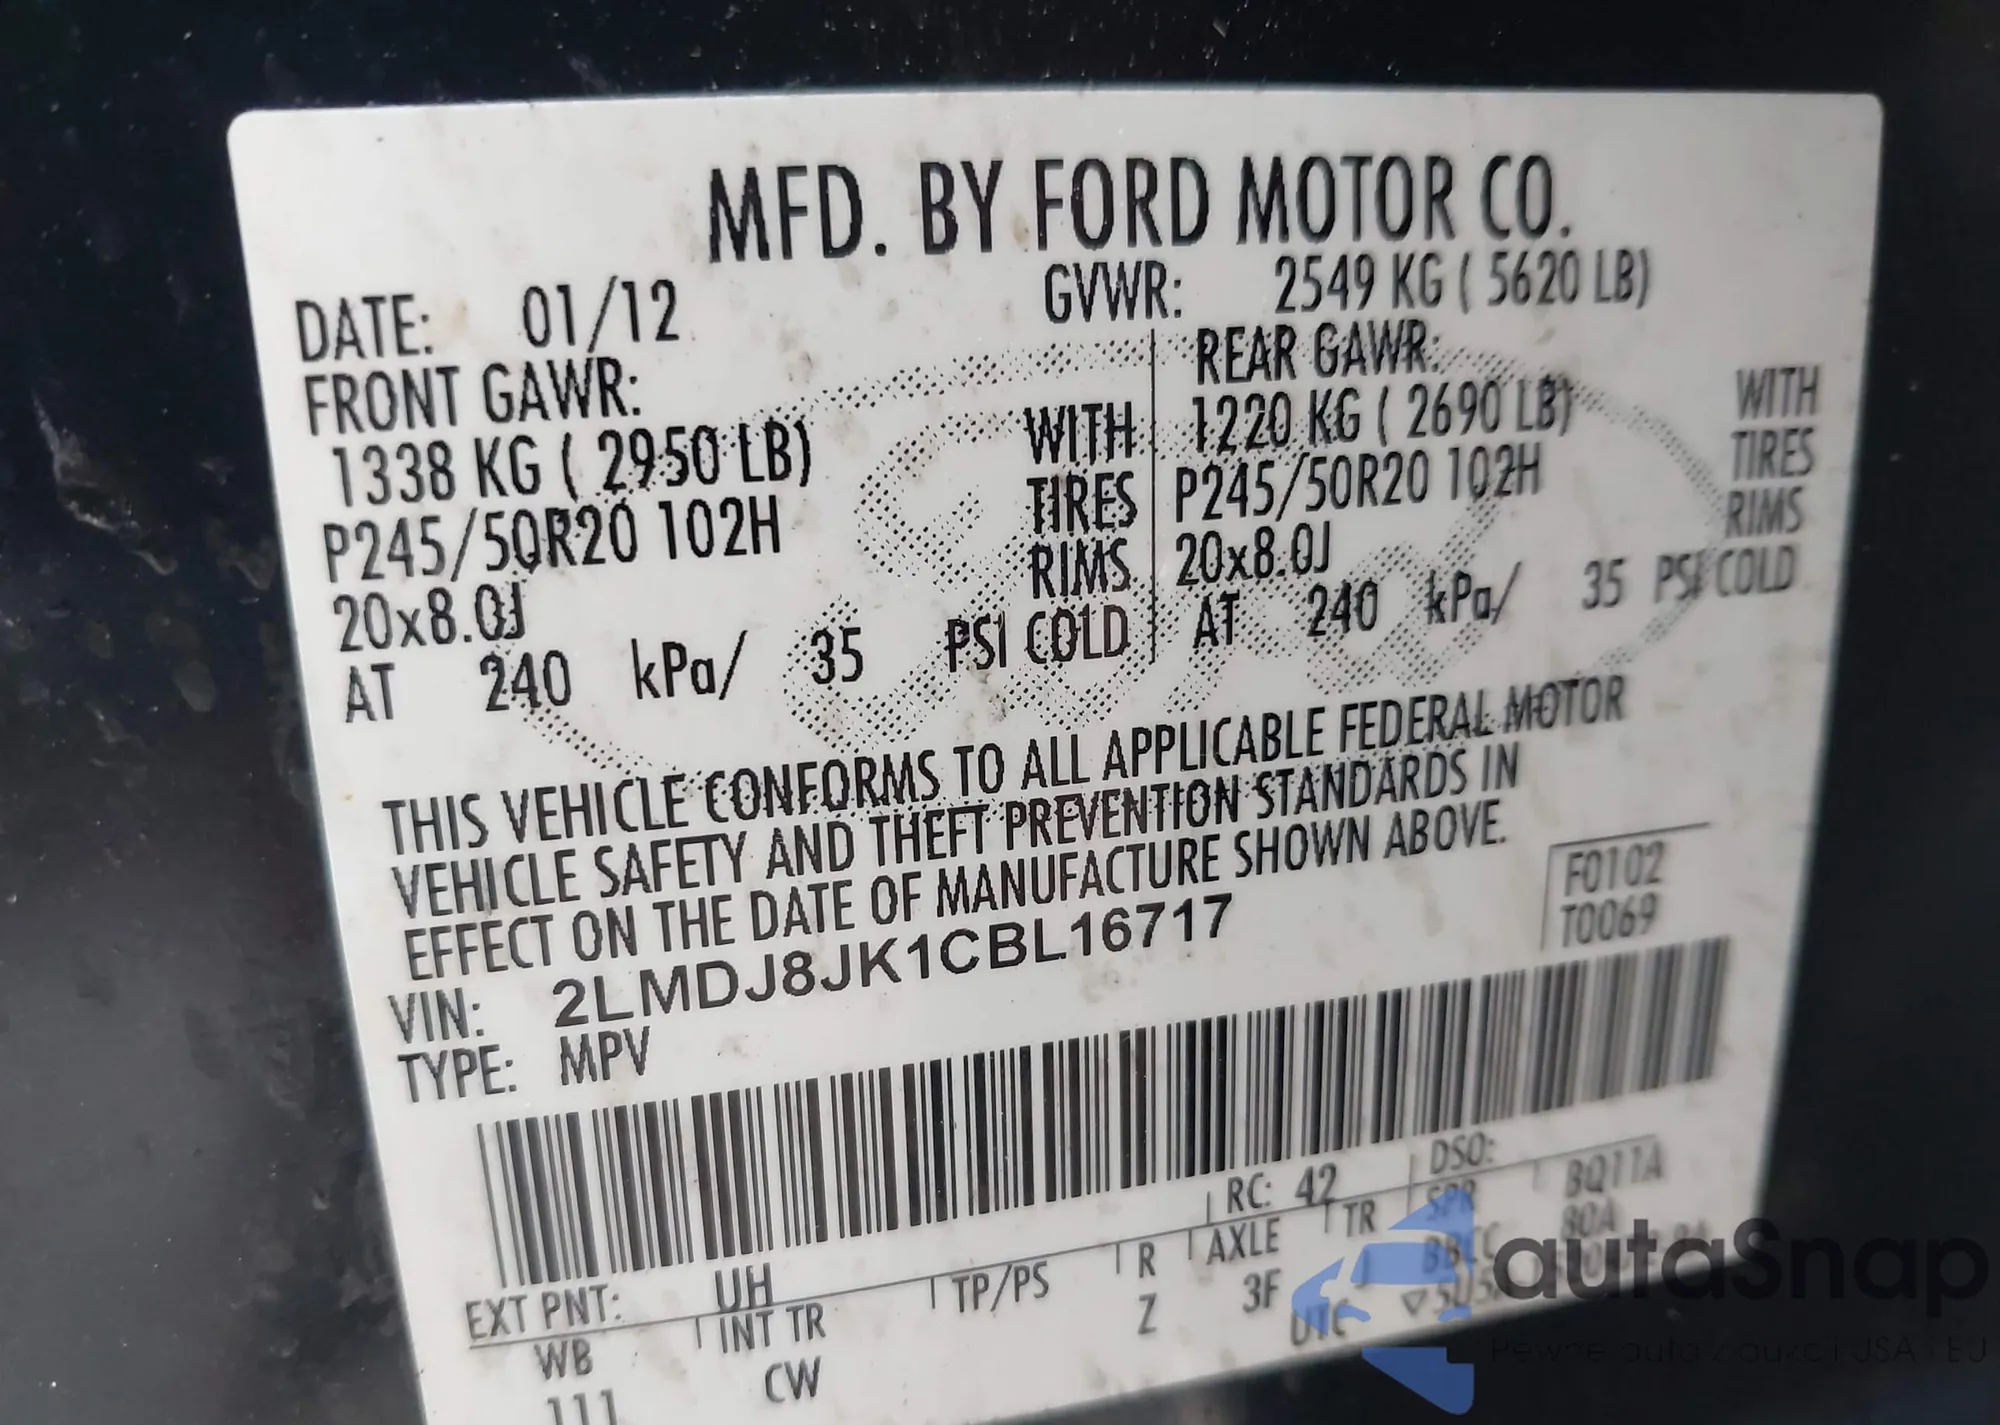 MFD. BY FORD MOTOR CO.
DATE: 01/12
GVWR: 2549 KG ( 5620 LB)
FRONT GAWR:
1338 KG ( 2950 LB)
P245/50R20 102H
20x8.0J
AT 240 kPa/ 35 PSI COLD
WITH
TIRES
RIMS
REAR GAWR:
1220 KG ( 2690 LB)
P245/50R20 102H
20x8.0J
AT 240 kPa/ 35 PSI COLD
WITH
TIRES
RIMS
THIS VEHICLE CONFORMS TO ALL APPLICABLE FEDERAL MOTOR
VEHICLE SAFETY AND THEFT PREVENTION STANDARDS IN
EFFECT ON THE DATE OF MANUFACTURE SHOWN ABOVE.
F0102
T0069
VIN: 2LMDJ8JK1CBL16717
TYPE: MPV
EXT PNT: UH
RC: 42
DSO:
WB
INT TR
TP/PS
R
AXLE
TR
SPR
BQ11A
111
CW
Z
3F
J
80A
UTC
autaSnap